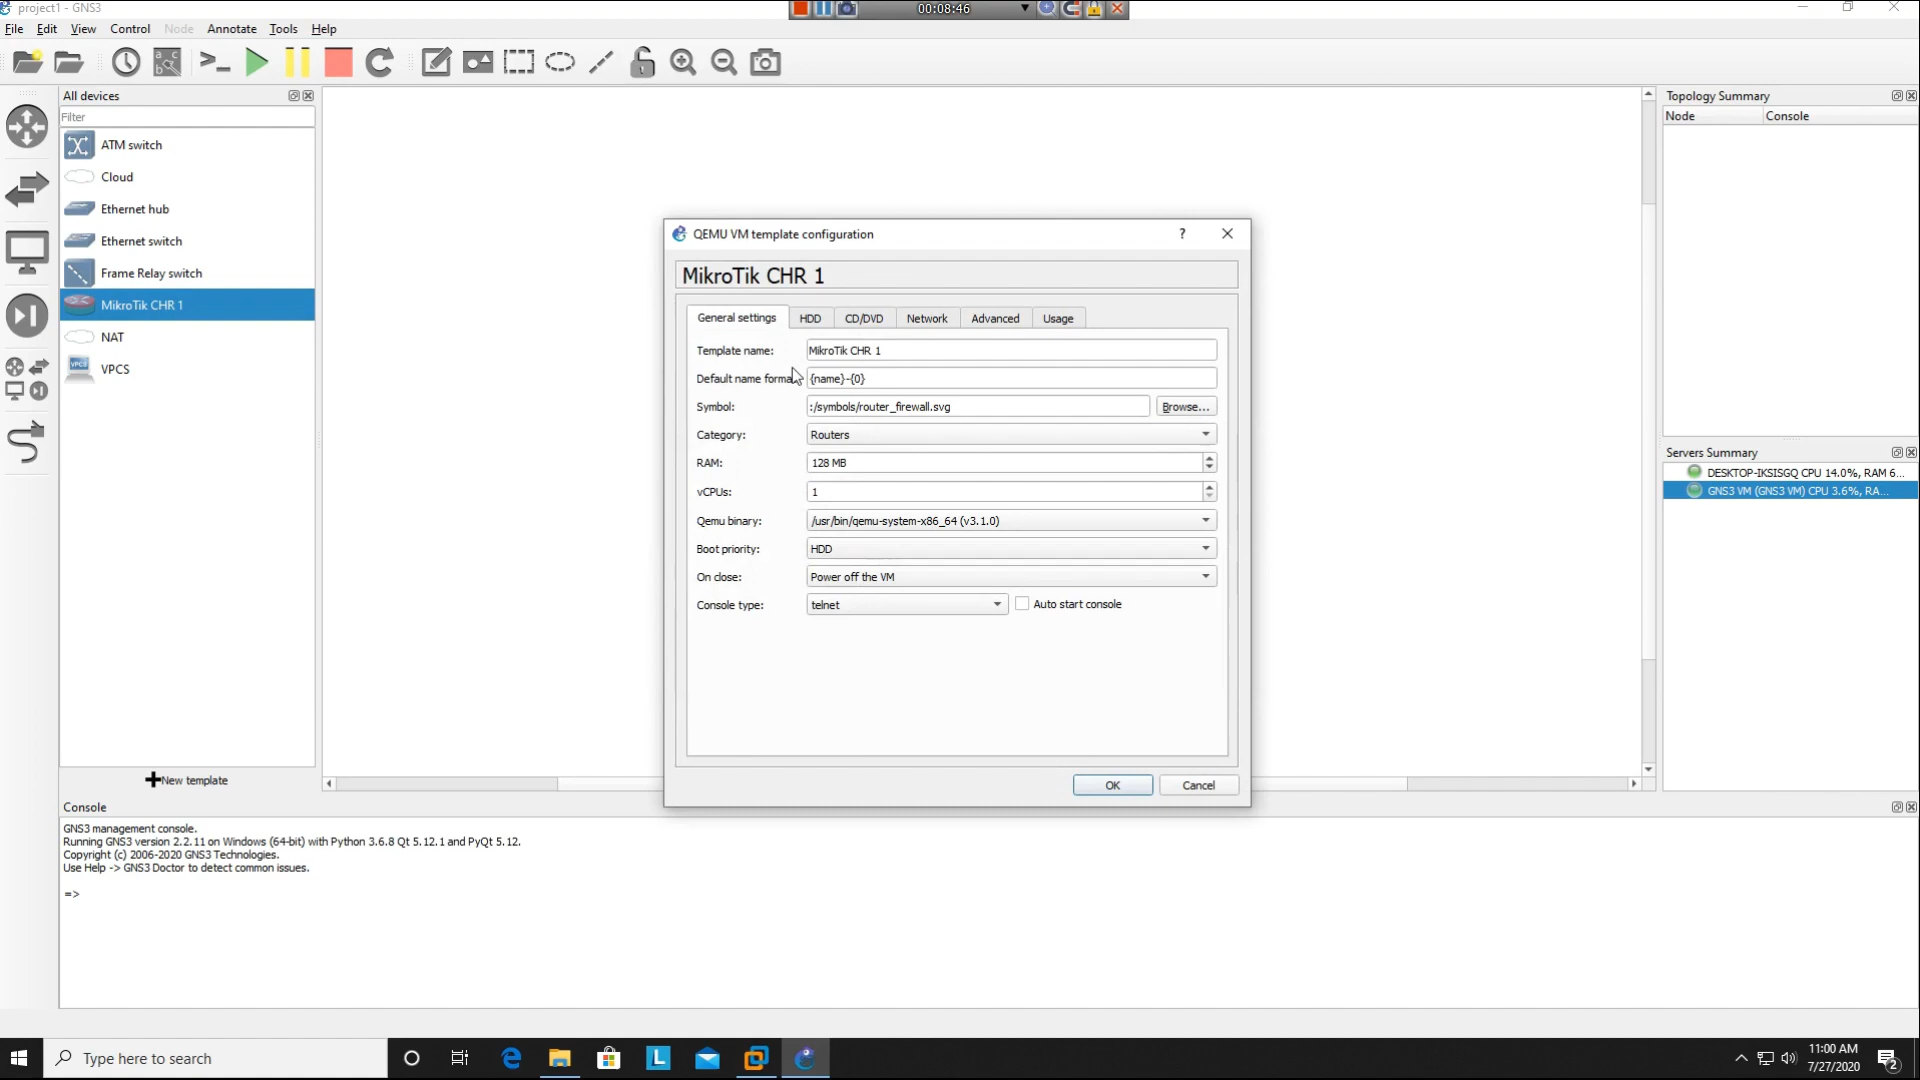 project1 - GNS3
00:08:46
File Edit View Control Node Annotate Tools Help
All devices
Filter
ATM switch
Cloud
Ethernet hub
Ethernet switch
Frame Relay switch
MikroTik CHR 1
NAT
VPCS
VPCS
New template
QEMU VM template configuration
?
MikroTik CHR 1
General settings HDD CD/DVD Network Advanced Usage
Template name: MikroTik CHR 1
Default name forma {name}-{0}
Symbol: :/symbols/router_firewall.svg Browse...
Category: Routers
RAM: 128 MB
vCPUs: 1
Qemu binary: /usr/bin/qemu-system-x86_64 (v3.1.0)
Boot priority: HDD
On close: Power off the VM
Console type: telnet Auto start console
OK Cancel
Topology Summary
Node Console
Servers Summary
DESKTOP-IKSISGQ CPU 14.0%, RAM 6...
GNS3 VM (GNS3 VM) CPU 3.6%, RA...
Console
GNS3 management console.
Running GNS3 version 2.2.11 on Windows (64-bit) with Python 3.6.8 Qt 5.12.1 and PyQt 5.12.
Copyright (c) 2006-2020 GNS3 Technologies.
Use Help -> GNS3 Doctor to detect common issues.
=>
Type here to search
11:00 AM
7/27/2020
2